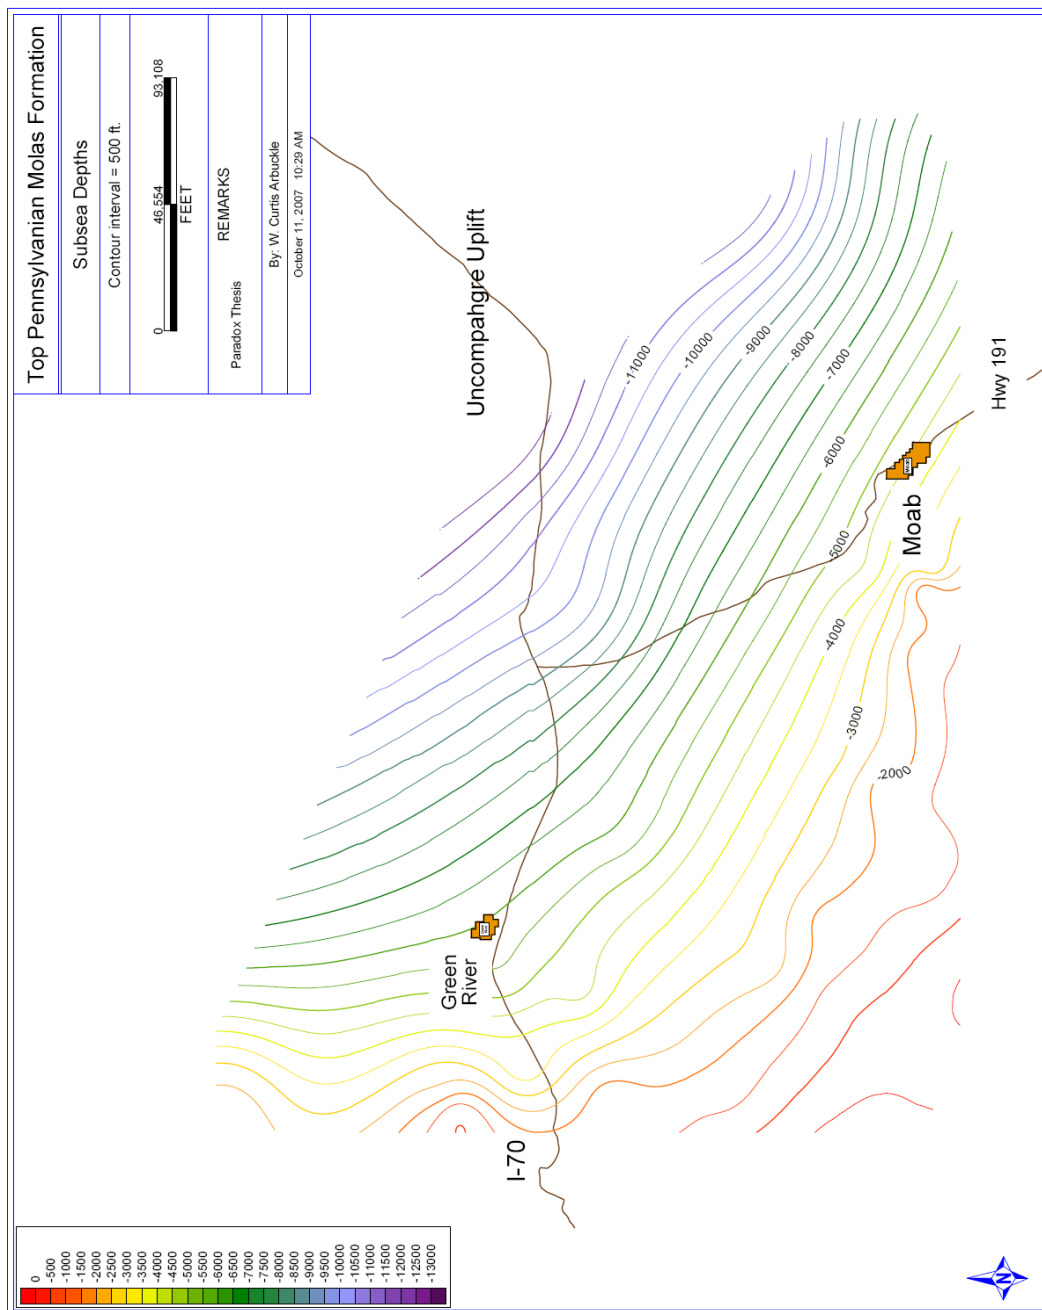 Top Pennsylvanian Molas Formation
Subsea Depths
Contour interval = 500 ft.
0 46,554 93,108
FEET
REMARKS
Paradox Thesis
By: W. Curtis Arbuckle
October 11, 2007 10:29 AM
Uncompahgre Uplift
-11000
-10000
-9000
-8000
-7000
-6000
-5000
-4000
-3000
-2000
Hwy 191
Moab
Moab
Green
River
I-70
0
-500
-1000
-1500
-2000
-2500
-3000
-3500
-4000
-4500
-5000
-5500
-6000
-6500
-7000
-7500
-8000
-8500
-9000
-9500
-10000
-10500
-11000
-11500
-12000
-12500
-13000
N